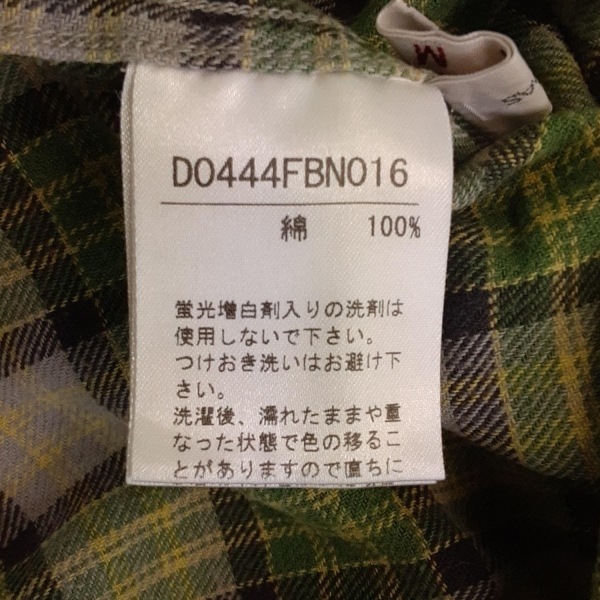 M
D0444FBN016
綿 100%
蛍光増白剤入りの洗剤は
使用しないで下さい。
つけおき洗いはお避け下
さい。
洗濯後、濡れたままや重
なった状態で色の移るこ
とがありますので直ちに